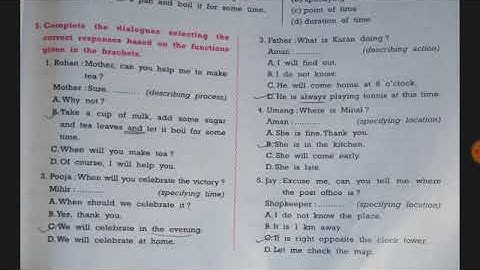 a pan and boil it for some time.
5. Complete the dialogues selecting the
correct responses based on the functions
given in the brackets.
1. Rohan : Mother, can you help me to make
tea ?
Mother : Sure. ............ (describing process)
A. Why not ?
B. Take a cup of milk, add some sugar
and tea leaves and let it boil for some
time.
C. When will you make tea ?
D. Of course, I will help you.
3. Pooja : When will you celebrate the victory ?
Mihir : ............ (specifying time)
A. When should we celebrate it ?
B. Yes, thank you.
C. We will celebrate in the evening.
D. We will celebrate at home.
(c) point of time
(d) duration of time
3. Father : What is Karan doing ?
Aman : ............ (describing action)
A. I will find out.
B. I do not know.
C. He will come home at 6 o'clock.
D. He is always playing tennis at this time.
4. Umang : Where is Minal ?
Aman : ............ (specifying location)
A. She is fine. Thank you.
B. She is in the kitchen.
C. She will come early.
D. She is late.
5. Jay : Excuse me, can you tell me where
the post office is ?
Shopkeeper : ............ (specifying location)
A. I do not know the place.
B. It is 1 km away.
C. It is right opposite the clock tower.
D. Let me check the map.